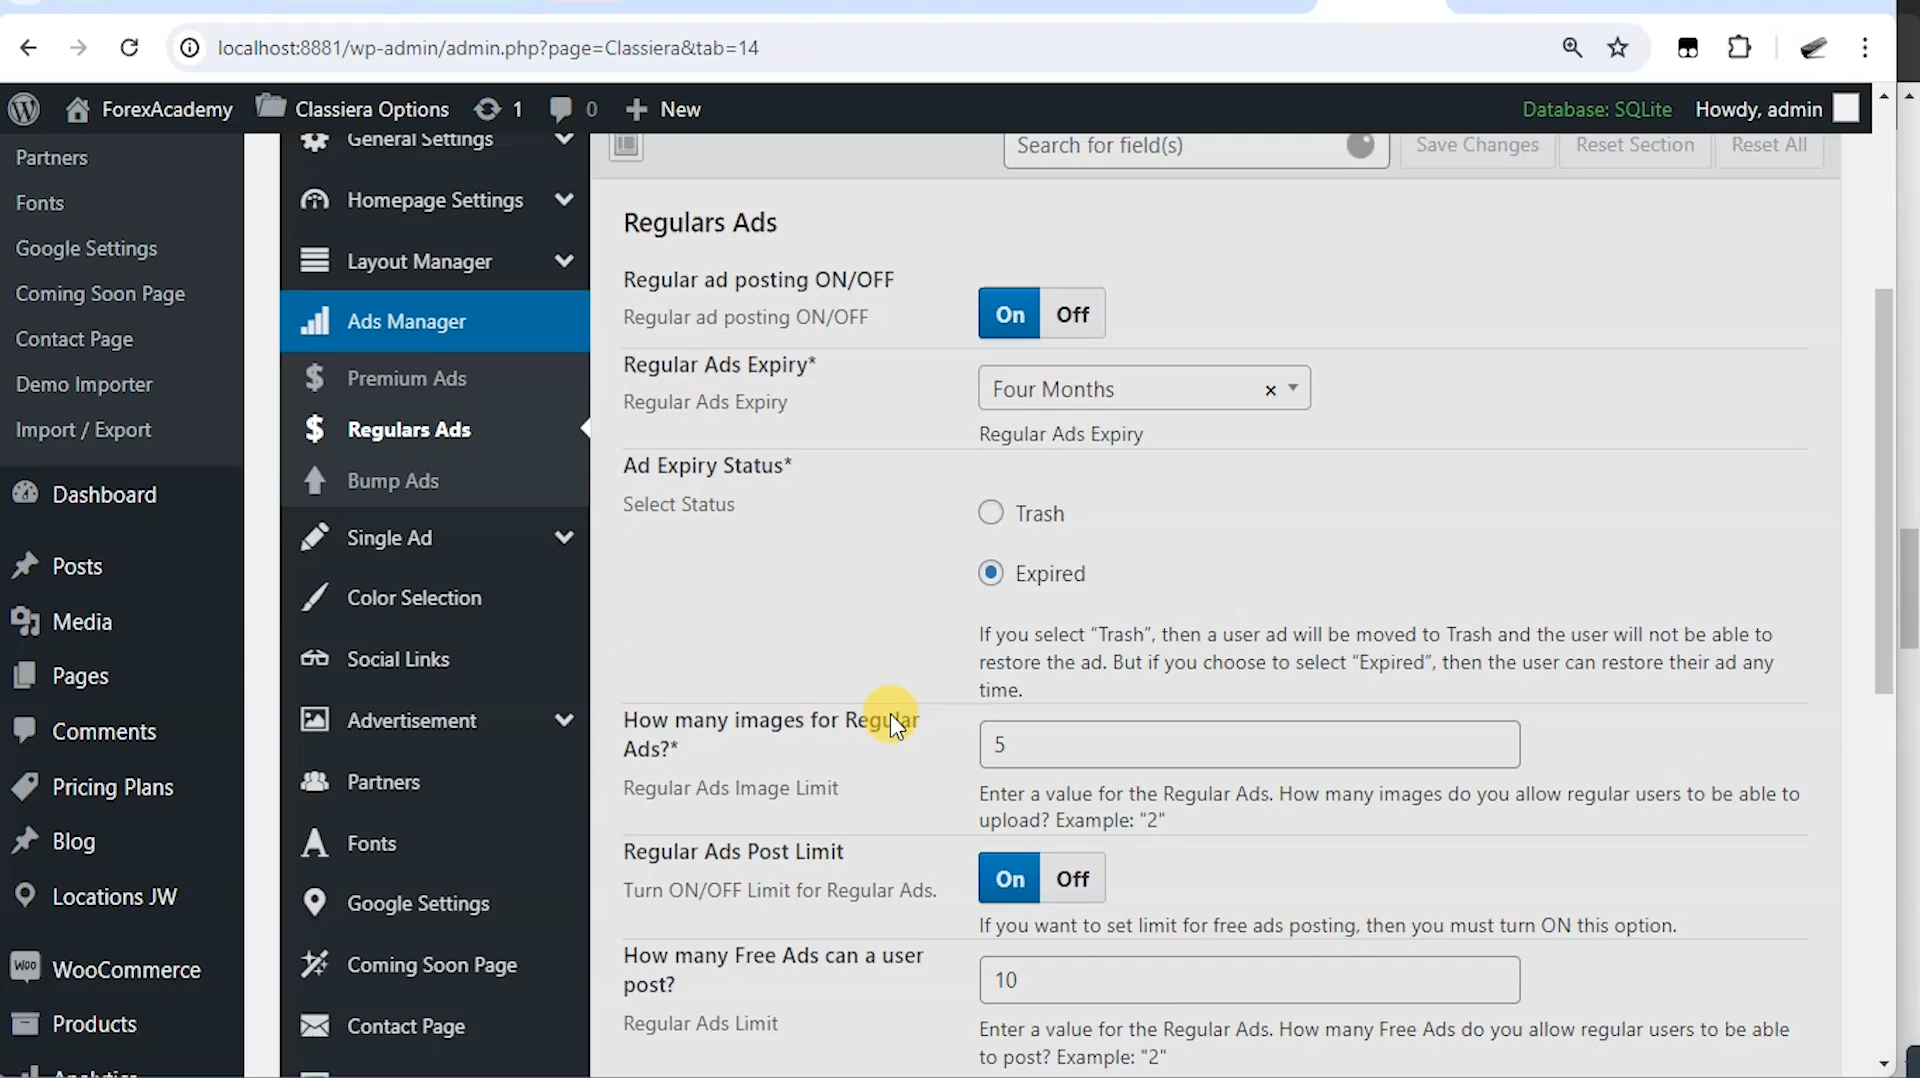 localhost:8881/wp-admin/admin.php?page=Classiera&tab=14
ForexAcademy
Classiera Options
1
0
New
Database: SQLite
Howdy, admin
Partners
Fonts
Google Settings
Coming Soon Page
Contact Page
Demo Importer
Import / Export
Dashboard
Posts
Media
Pages
Comments
Pricing Plans
Blog
Locations JW
Woo
WooCommerce
Products
Analytics
General Settings
Homepage Settings
Layout Manager
Ads Manager
Premium Ads
Regulars Ads
Bump Ads
Single Ad
Color Selection
Social Links
Advertisement
Partners
Fonts
Google Settings
Coming Soon Page
Contact Page
Search for field(s)
Save Changes
Reset Section
Reset All
Regulars Ads
Regular ad posting ON/OFF
Regular ad posting ON/OFF
On Off
Regular Ads Expiry*
Regular Ads Expiry
Four Months
Regular Ads Expiry
Ad Expiry Status*
Select Status
Trash
Expired
If you select “Trash”, then a user ad will be moved to Trash and the user will not be able to
restore the ad. But if you choose to select “Expired”, then the user can restore their ad any
time.
How many images for Regular
Ads?*
Regular Ads Image Limit
5
Enter a value for the Regular Ads. How many images do you allow regular users to be able to
upload? Example: "2"
Regular Ads Post Limit
Turn ON/OFF Limit for Regular Ads.
On Off
If you want to set limit for free ads posting, then you must turn ON this option.
How many Free Ads can a user
post?
Regular Ads Limit
10
Enter a value for the Regular Ads. How many Free Ads do you allow regular users to be able
to post? Example: "2"